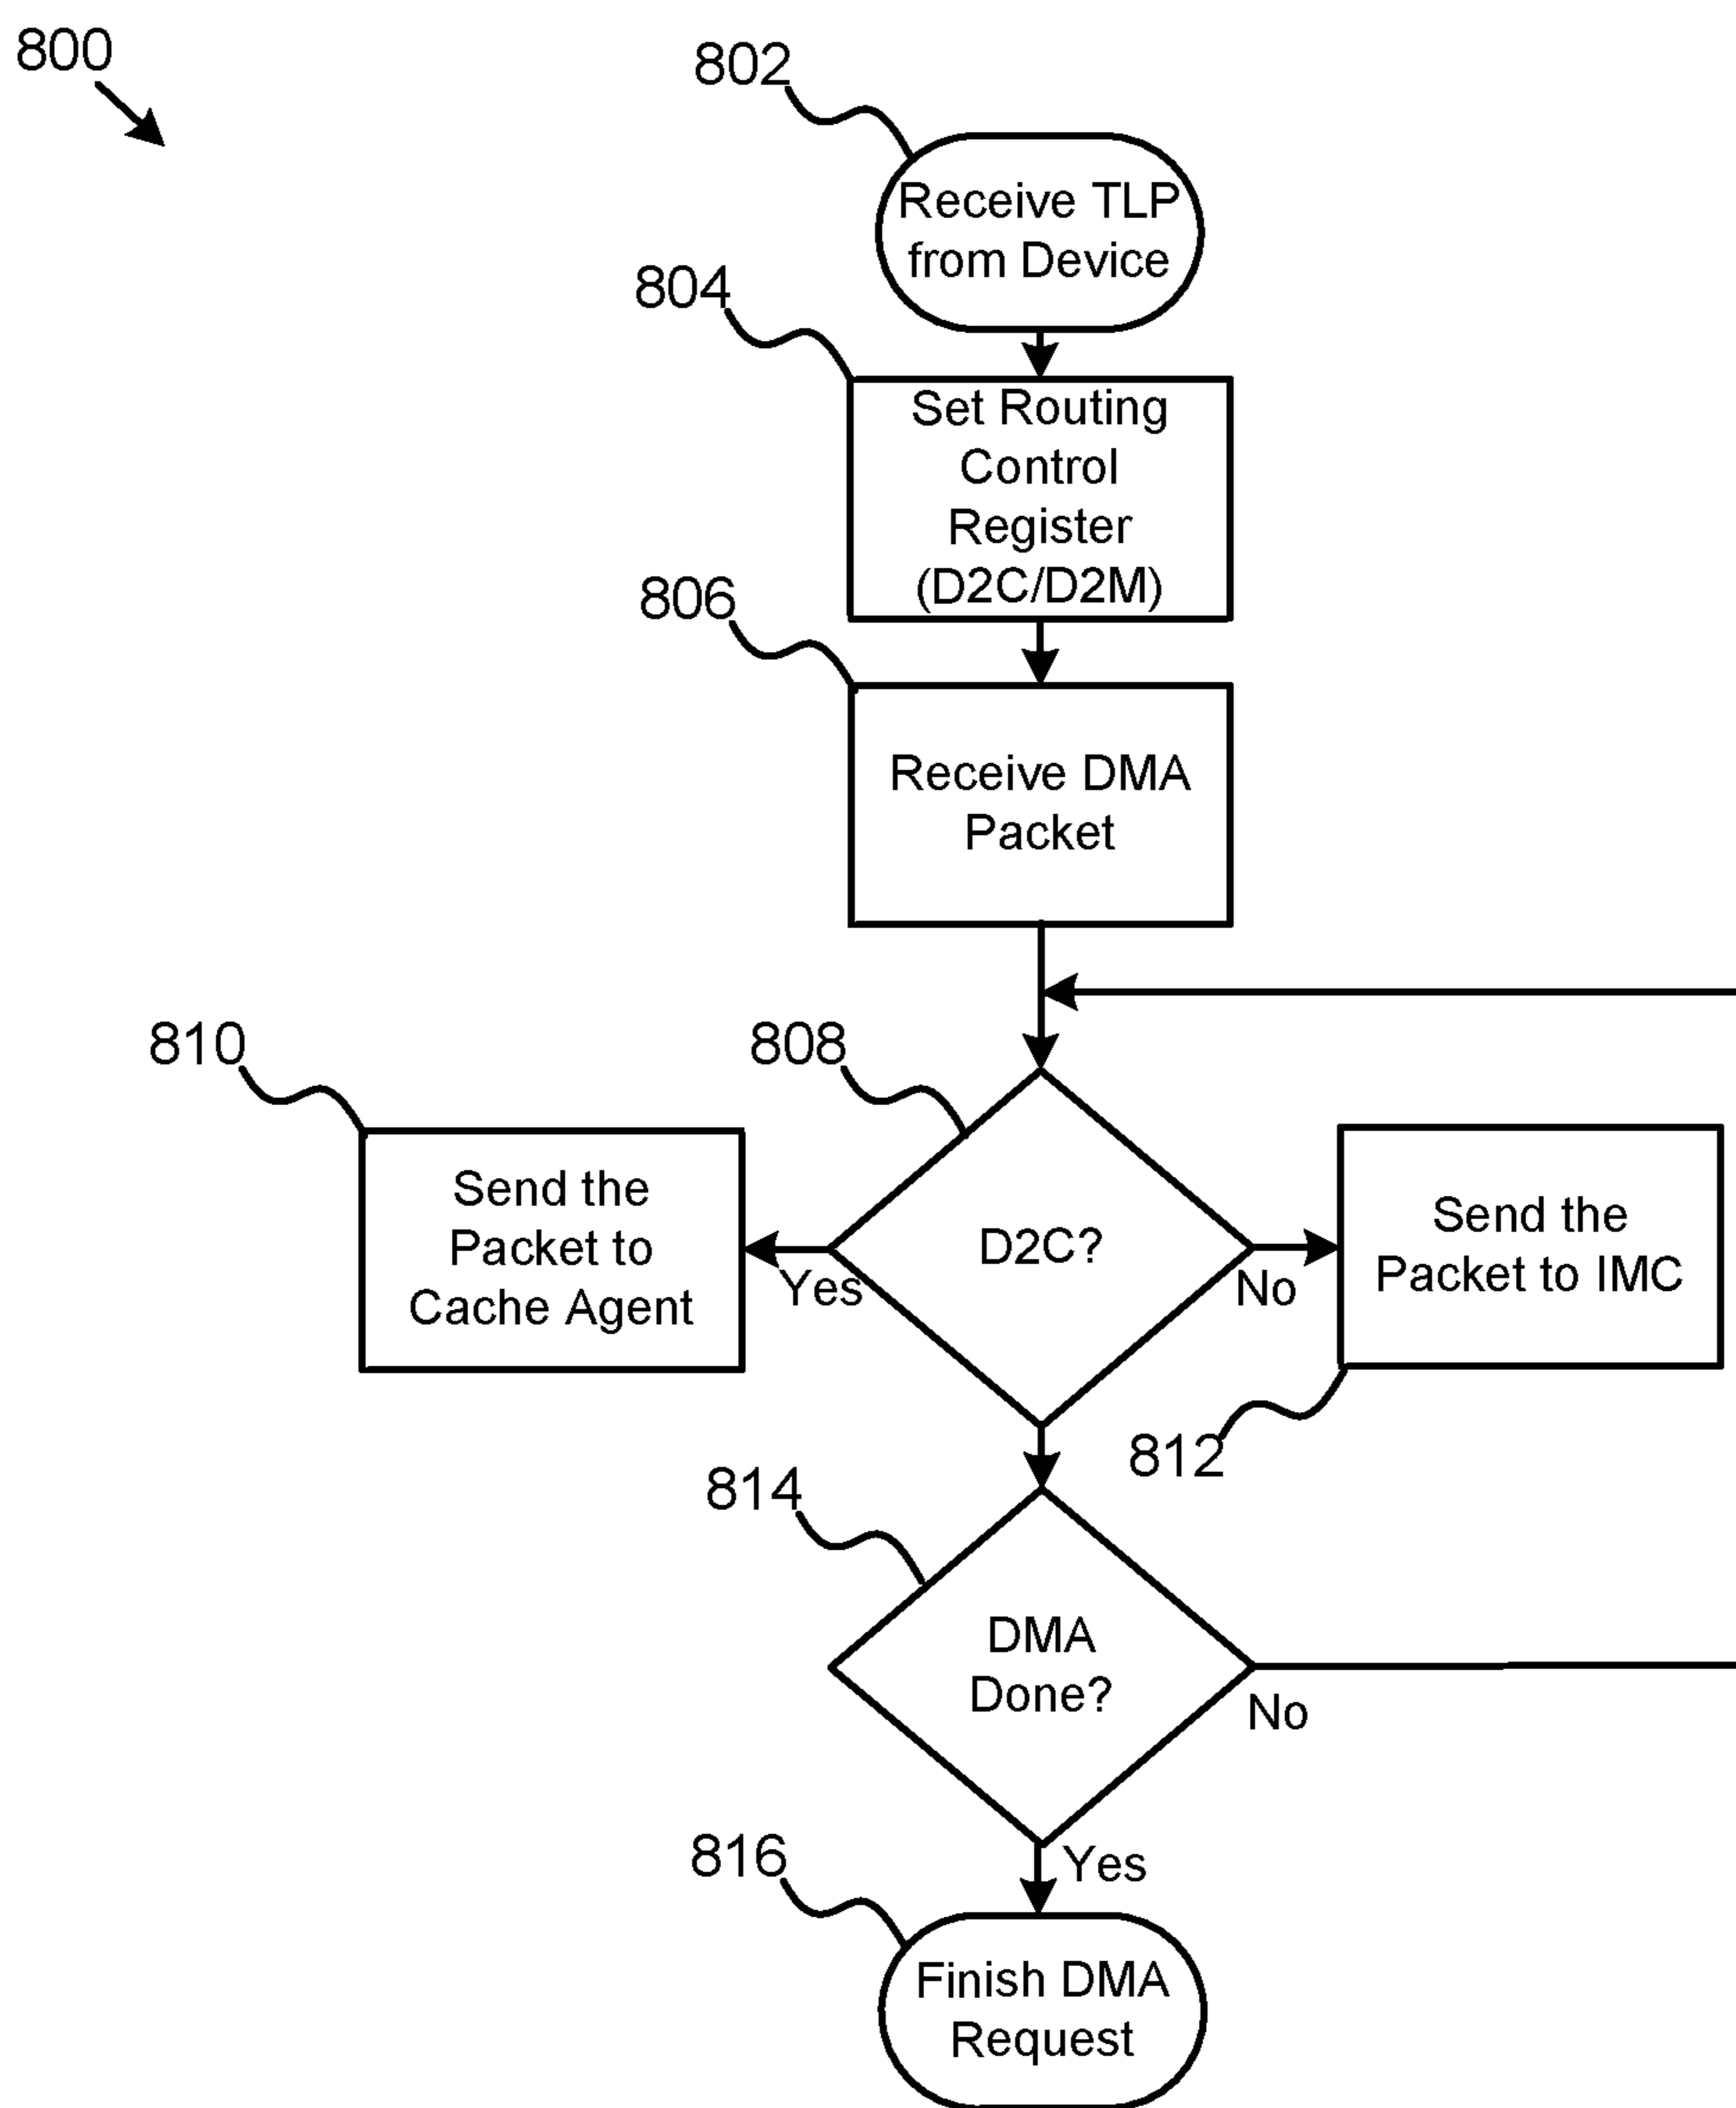 800
802
Receive TLP
from Device
804
Set Routing
Control
Register
(D2C/D2M)
806
Receive DMA
Packet
810
808
Send the
Packet to
Cache Agent
Yes
D2C?
No
Send the
Packet to IMC
812
814
DMA
Done?
No
816
Yes
Finish DMA
Request